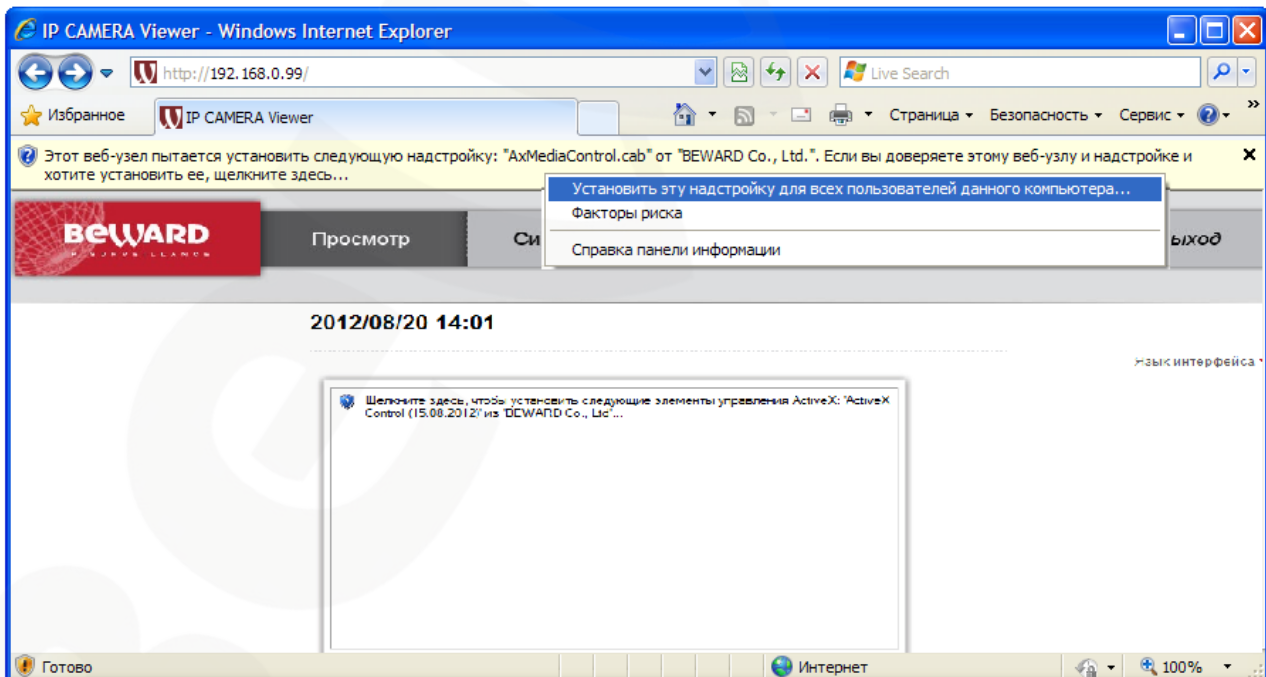 IP CAMERA Viewer - Windows Internet Explorer
http://192.168.0.99/
Live Search
Избранное
IP CAMERA Viewer
Страница
Безопасность
Сервис
»
Этот веб-узел пытается установить следующую надстройку: "AxMediaControl.cab" от "BEWARD Co., Ltd.". Если вы доверяете этому веб-узлу и надстройке и
хотите установить ее, щелкните здесь...
Установить эту надстройку для всех пользователей данного компьютера...
Факторы риска
Справка панели информации
BEWARD
Просмотр
Си
ыход
2012/08/20 14:01
Язык интерфейса
Щелкните здесь, чтобы установить следующие элементы управления ActiveX: "ActiveX
Control (15.08.2012)" из "BEWARD Co., Ltd"...
Готово
Интернет
100%